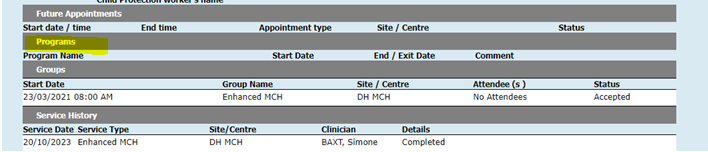 Child Protection worker's name
Future Appointments
Start date / time End time Appointment type Site / Centre Status
Programs
Program Name Start Date End / Exit Date Comment
Groups
Start Date Group Name Site / Centre Attendee (s ) Status
23/03/2021 08:00 AM Enhanced MCH DH MCH No Attendees Accepted
Service History
Service Date Service Type Site/Centre Clinician Details
20/10/2023 Enhanced MCH DH MCH BAXT, Simone Completed